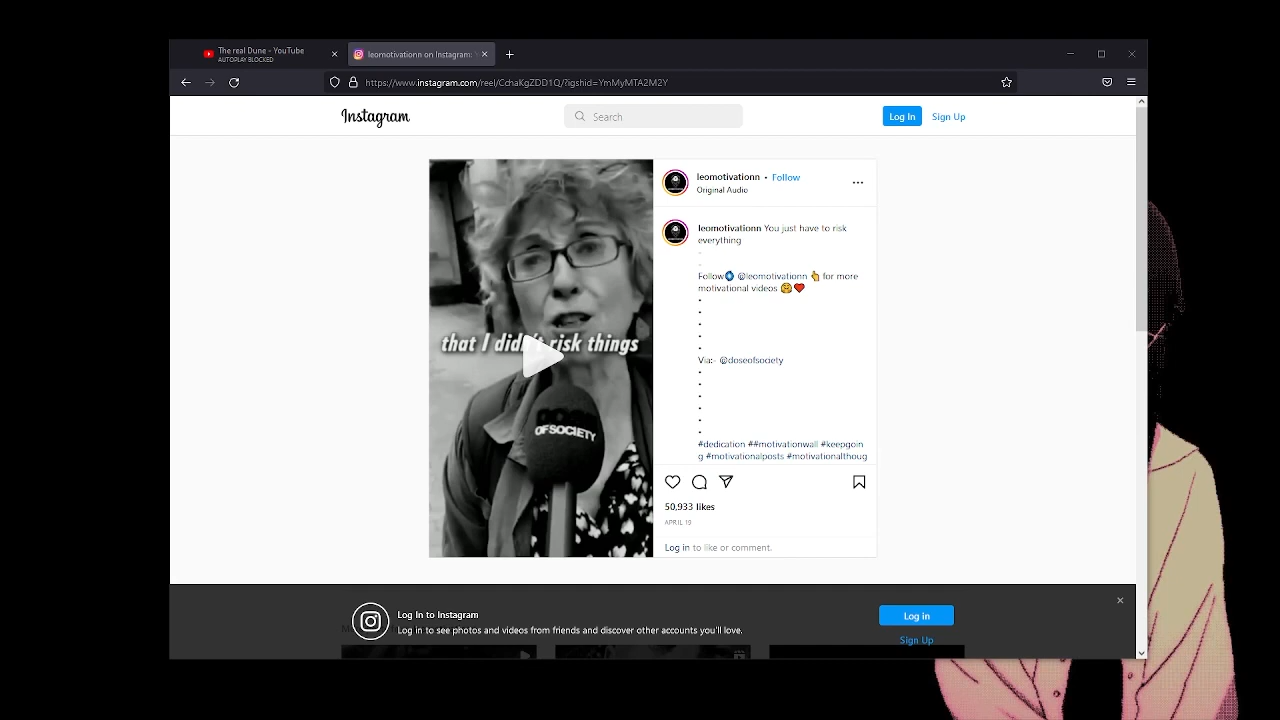 The real Dune - YouTube
AUTOPLAY BLOCKED
leomotivationn on Instagram:
https://www.instagram.com/reel/CchaKgZDD1Q/?igshid=YmMyMTA2M2Y
Instagram
Search
Log In
Sign Up
leomotivationn • Follow
Original Audio
leomotivationn You just have to risk
everything
Follow🧿 @leomotivationn 👆 for more
motivational videos 🤗❤️
Via:- @doseofsociety
#dedication ##motivationwall #keepgoin
g #motivationalposts #motivationalthoug
that I didn't risk things
OFSOCIETY
50,933 likes
APRIL 19
Log in to like or comment.
Log In to Instagram
Log in to see photos and videos from friends and discover other accounts you'll love.
Log in
Sign Up